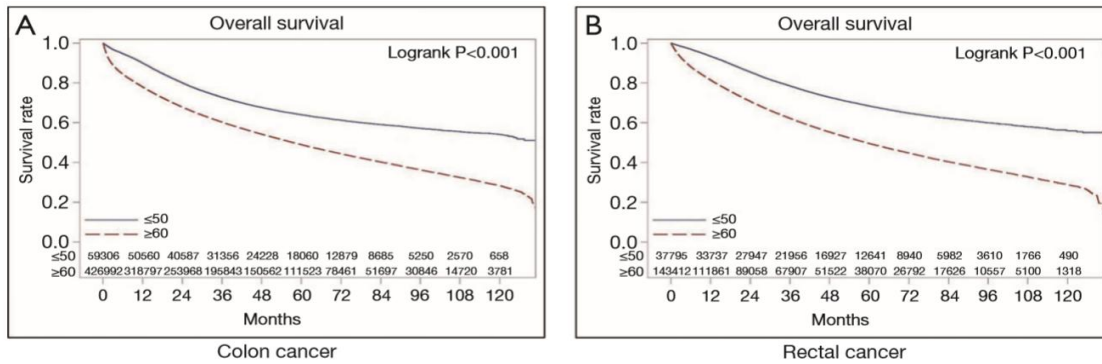 A
Overall survival
Logrank P<0.001
Survival rate
1.0
0.8
0.6
0.4
0.2
0.0
≤50
≥60
≤50 59306 50560 40587 31356 24228 18060 12879 8685 5250 2570 658
≥60 426992 318797 253968 195843 150662 111523 78461 51697 30846 14720 3781
0 12 24 36 48 60 72 84 96 108 120
Months
Colon cancer
B
Overall survival
Logrank P<0.001
Survival rate
1.0
0.8
0.6
0.4
0.2
0.0
≤50
≥60
≤50 37795 33737 27947 21956 16927 12641 8940 5982 3610 1766 490
≥60 143412 111861 89058 67907 51522 38070 26792 17626 10557 5100 1318
0 12 24 36 48 60 72 84 96 108 120
Months
Rectal cancer